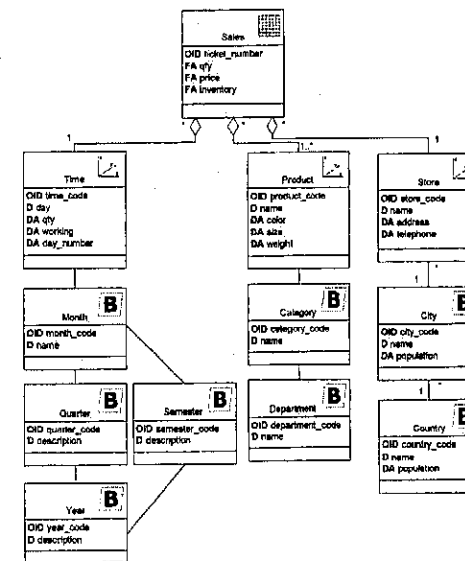 Sales
OID ticket_number
FA qty
FA price
FA inventory
* * *
1 1..* 1
Time
OID time_code
D day
DA qty
DA working
DA day_number
Product
OID product_code
D name
DA color
DA size
DA weight
Store
OID store_code
D name
DA address
DA telephone
1 *
Month B
OID month_code
D name
Category B
OID category_code
D name
City B
OID city_code
D name
DA population
1 *
Quarter B
OID quarter_code
D description
Semester B
OID semester_code
D description
Department B
OID department_code
D name
Country B
OID country_code
D name
DA population
Year B
OID year_code
D description